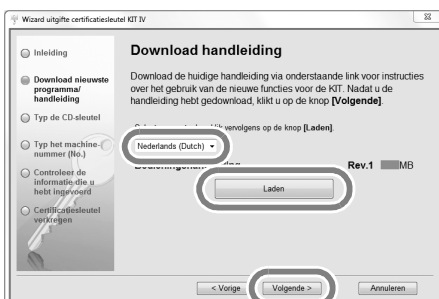 Wizard uitgifte certificatiesleutel KIT IV
Inleiding
Download nieuwste
programma/
handleiding
Typ de CD-sleutel
Typ het machine-
nummer (No.)
Controleer de
informatie die u
hebt ingevoerd
Certificatiesleutel
verkregen
Download handleiding
Download de huidige handleiding via onderstaande link voor instructies
over het gebruik van de nieuwe functies voor de KIT. Nadat u de
handleiding hebt gedownload, klikt u op de knop [Volgende].
vervolgens op de knop [Laden].
Nederlands (Dutch)
Rev.1 MB
Laden
< Vorige
Volgende >
Annuleren